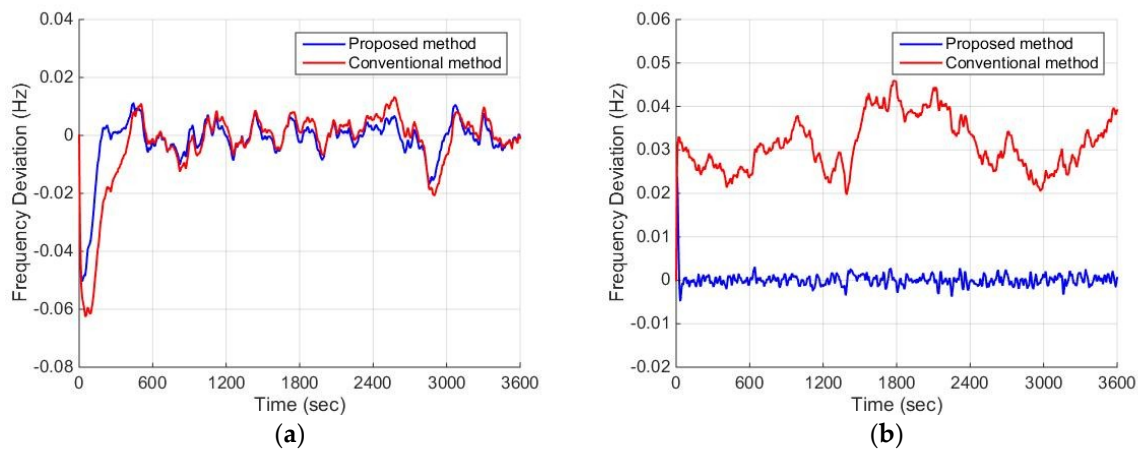 0.04
0.02
0
-0.02
-0.04
-0.06
-0.08
Frequency Deviation (Hz)
Proposed method
Conventional method
0 600 1200 1800 2400 3000 3600
Time (sec)
(a)
0.06
0.05
0.04
0.03
0.02
0.01
0
-0.01
-0.02
Frequency Deviation (Hz)
Proposed method
Conventional method
0 600 1200 1800 2400 3000 3600
Time (sec)
(b)